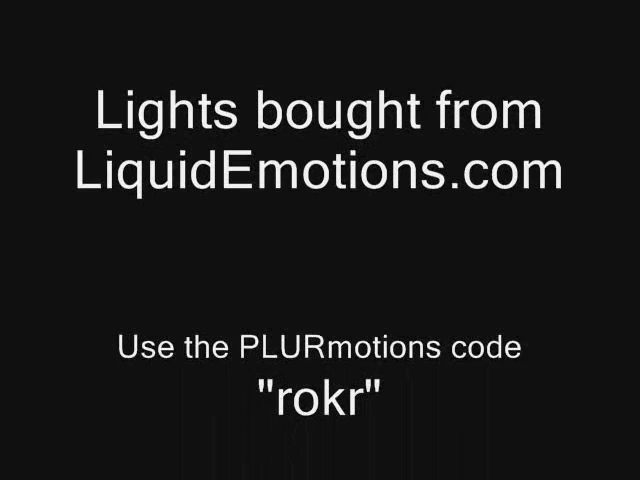 Lights bought from
LiquidEmotions.com
Use the PLURmotions code
"rokr"